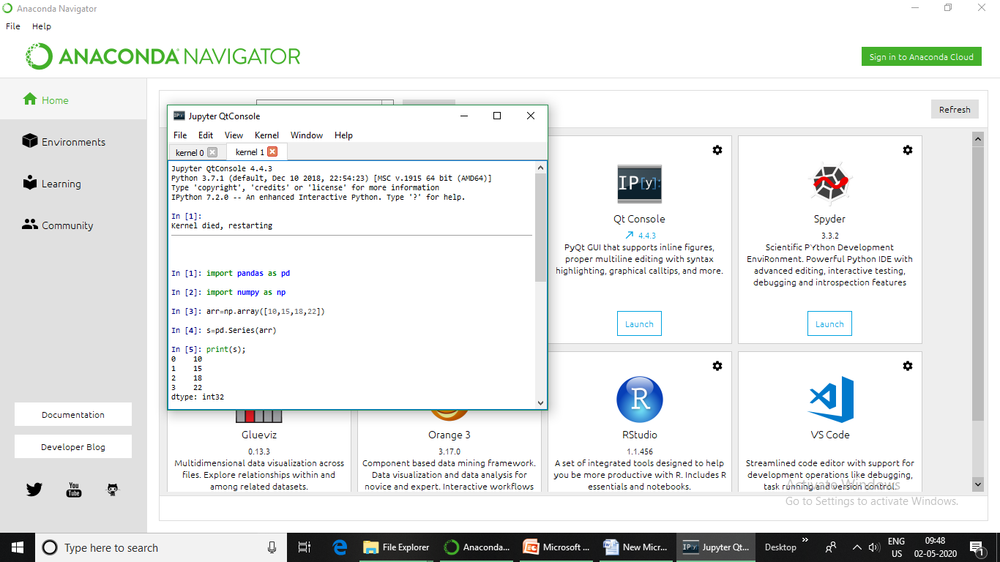 Anaconda Navigator
File Help
ANACONDA NAVIGATOR
Sign in to Anaconda Cloud
Home
Environments
Learning
Community
Documentation
Developer Blog
You
Tube
Refresh
Jupyter QtConsole
File Edit View Kernel Window Help
kernel 0 kernel 1
Jupyter QtConsole 4.4.3
Python 3.7.1 (default, Dec 10 2018, 22:54:23) [MSC v.1915 64 bit (AMD64)]
Type 'copyright', 'credits' or 'license' for more information
IPython 7.2.0 -- An enhanced Interactive Python. Type '?' for help.
In [1]:
Kernel died, restarting
In [1]: import pandas as pd
In [2]: import numpy as np
In [3]: arr=np.array([10,15,18,22])
In [4]: s=pd.Series(arr)
In [5]: print(s);
0    10
1    15
2    18
3    22
dtype: int32
IP[y]:
Qt Console
4.4.3
PyQt GUI that supports inline figures,
proper multiline editing with syntax
highlighting, graphical calltips, and more.
Launch
Spyder
3.3.2
Scientific PYthon Development
EnviRonment. Powerful Python IDE with
advanced editing, interactive testing,
debugging and introspection features
Launch
Glueviz
0.13.3
Multidimensional data visualization across
files. Explore relationships within and
among related datasets.
Orange 3
3.17.0
Component based data mining framework.
Data visualization and data analysis for
novice and expert. Interactive workflows
R
RStudio
1.1.456
A set of integrated tools designed to help
you be more productive with R. Includes R
essentials and notebooks.
VS Code
Streamlined code editor with support for
development operations like debugging,
task running and version control.
Activate Windows
Go to Settings to activate Windows.
Type here to search
File Explorer
Anaconda...
Microsoft ...
New Micr...
Jupyter Qt...
Desktop
ENG
US
09:48
02-05-2020
1